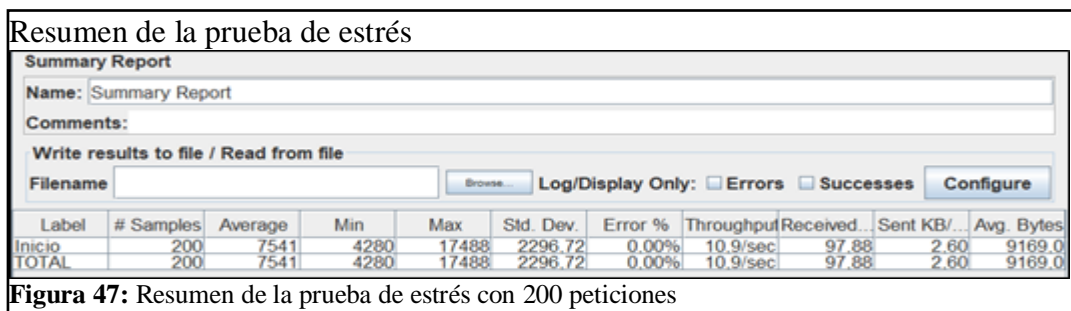 Resumen de la prueba de estrés
Summary Report
Name: Summary Report
Comments:
Write results to file / Read from file
Filename Browse... Log/Display Only: Errors Successes Configure
Label # Samples Average Min Max Std. Dev. Error % Throughput Received... Sent KB/... Avg. Bytes
Inicio 200 7541 4280 17488 2296.72 0.00% 10.9/sec 97.88 2.60 9169.0
TOTAL 200 7541 4280 17488 2296.72 0.00% 10.9/sec 97.88 2.60 9169.0
Figura 47: Resumen de la prueba de estrés con 200 peticiones